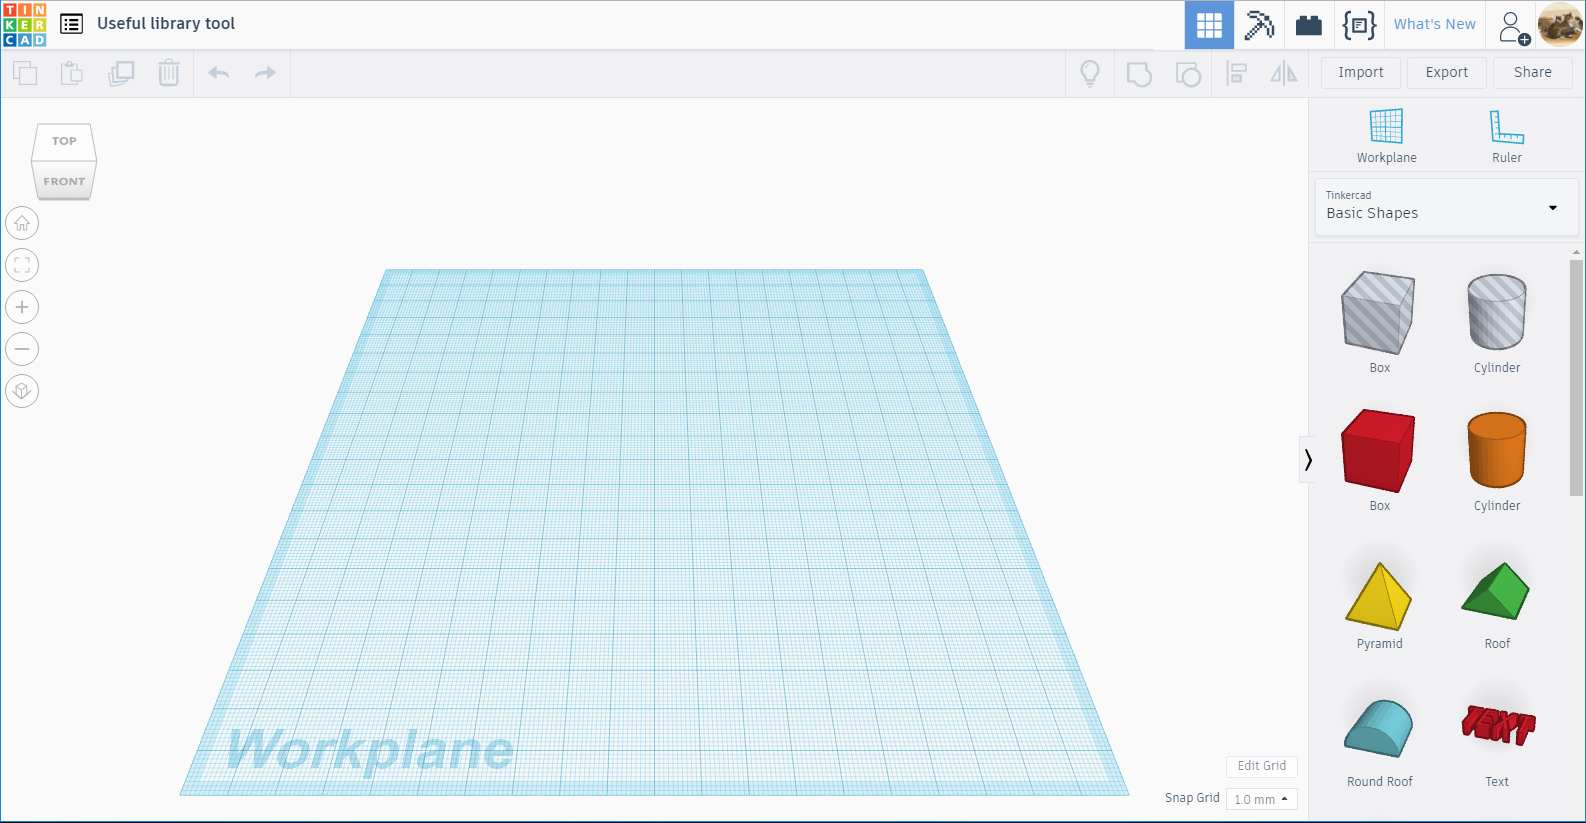 TIN
KER
CAD
Useful library tool
What's New
Import
Export
Share
TOP
FRONT
Workplane
Ruler
Tinkercad
Basic Shapes
Box
Cylinder
Box
Cylinder
Pyramid
Roof
Round Roof
TEXT
Text
Workplane
Edit Grid
Snap Grid
1.0 mm